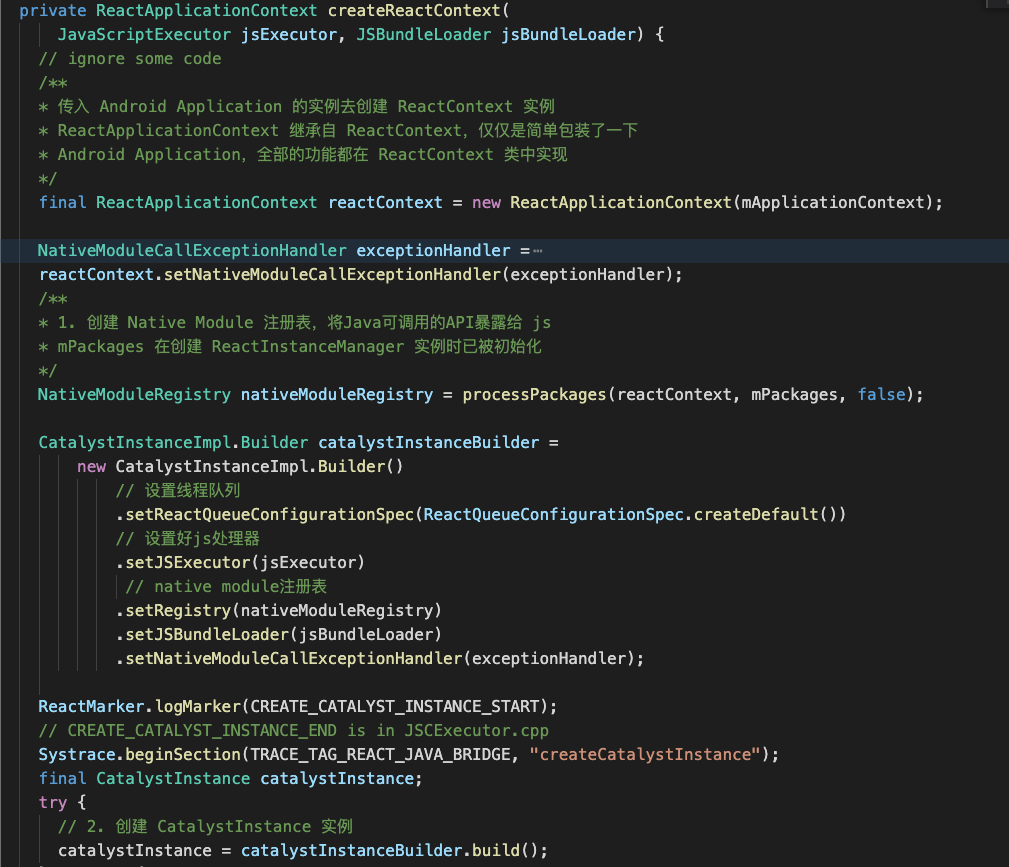 private ReactApplicationContext createReactContext(
JavaScriptExecutor jsExecutor, JSBundleLoader jsBundleLoader) {
// ignore some code
/**
* 传入 Android Application 的实例去创建 ReactContext 实例
* ReactApplicationContext 继承自 ReactContext，仅仅是简单包装了一下
* Android Application，全部的功能都在 ReactContext 类中实现
*/
final ReactApplicationContext reactContext = new ReactApplicationContext(mApplicationContext);
NativeModuleCallExceptionHandler exceptionHandler =⋯
reactContext.setNativeModuleCallExceptionHandler(exceptionHandler);
/**
* 1. 创建 Native Module 注册表，将Java可调用的API暴露给 js
* mPackages 在创建 ReactInstanceManager 实例时已被初始化
*/
NativeModuleRegistry nativeModuleRegistry = processPackages(reactContext, mPackages, false);
CatalystInstanceImpl.Builder catalystInstanceBuilder =
new CatalystInstanceImpl.Builder()
// 设置线程队列
.setReactQueueConfigurationSpec(ReactQueueConfigurationSpec.createDefault())
// 设置好js处理器
.setJSExecutor(jsExecutor)
// native module注册表
.setRegistry(nativeModuleRegistry)
.setJSBundleLoader(jsBundleLoader)
.setNativeModuleCallExceptionHandler(exceptionHandler);
ReactMarker.logMarker(CREATE_CATALYST_INSTANCE_START);
// CREATE_CATALYST_INSTANCE_END is in JSCExecutor.cpp
Systrace.beginSection(TRACE_TAG_REACT_JAVA_BRIDGE, "createCatalystInstance");
final CatalystInstance catalystInstance;
try {
// 2. 创建 CatalystInstance 实例
catalystInstance = catalystInstanceBuilder.build();